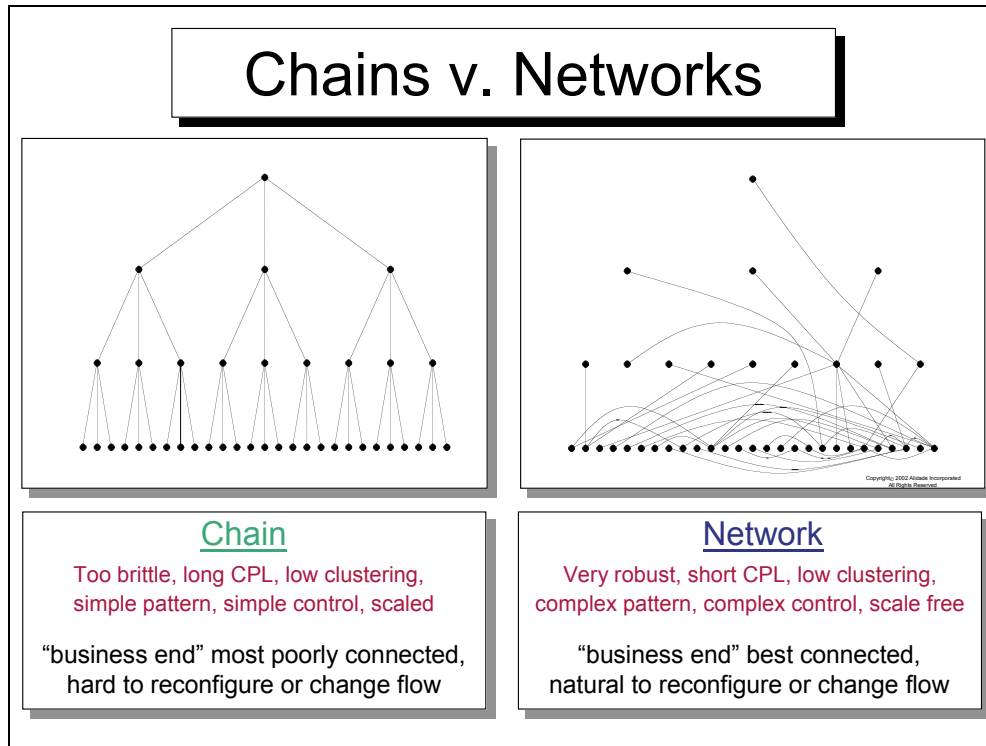 Chains v. Networks
Copyright© 2002 Alidade Incorporated
All Rights Reserved
Chain
Too brittle, long CPL, low clustering,
simple pattern, simple control, scaled
“business end” most poorly connected,
hard to reconfigure or change flow
Network
Very robust, short CPL, low clustering,
complex pattern, complex control, scale free
“business end” best connected,
natural to reconfigure or change flow